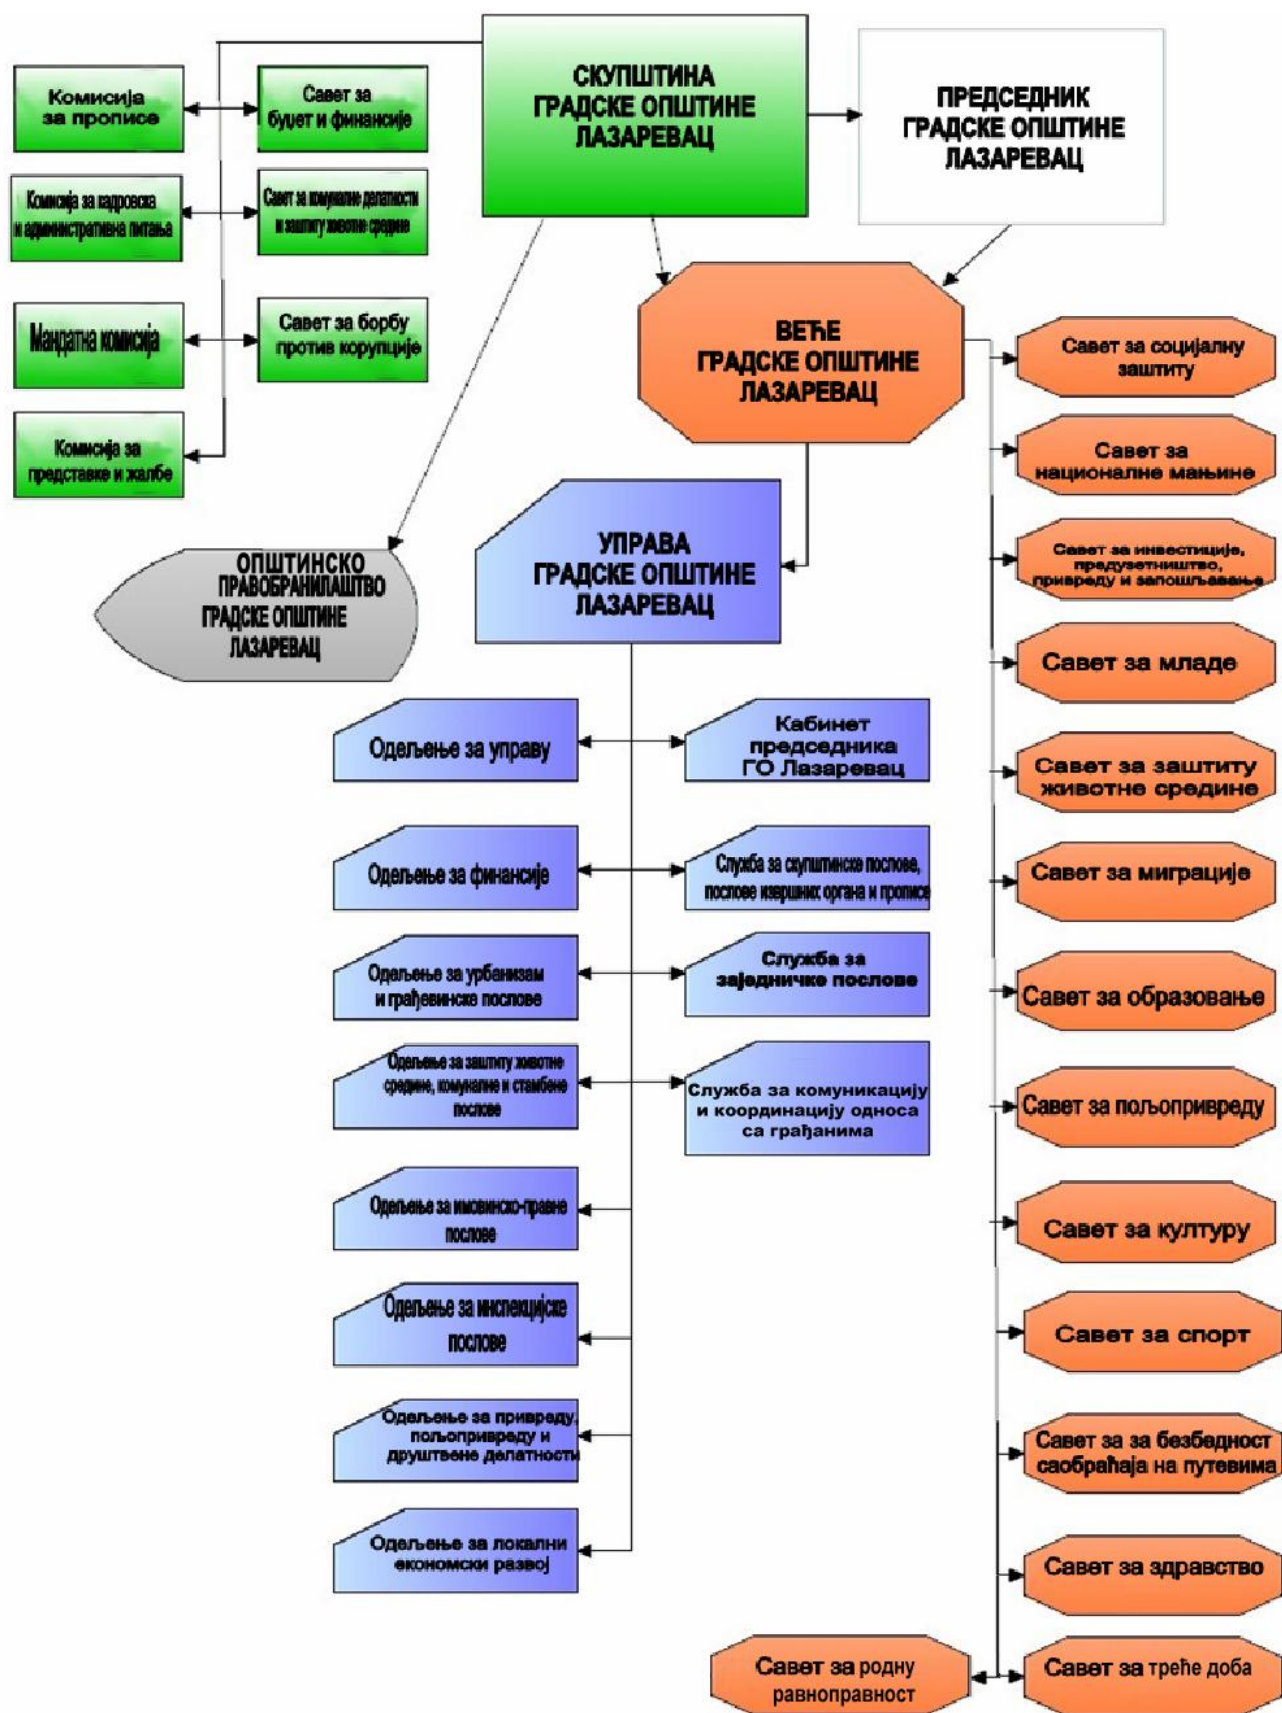 СКУПШТИНА
ГРАДСКЕ ОПШТИНЕ
ЛАЗАРЕВАЦ
ПРЕДСЕДНИК
ГРАДСКЕ ОПШТИНЕ
ЛАЗАРЕВАЦ
Комисија
за прописе
Савет за
буџет и финансије
Комисија за кадровска
и административна питања
Савет за комуналне делатности
и заштиту животне средине
Мандатна комисија
Савет за борбу
против корупције
Комисија за
представке и жалбе
ВЕЋЕ
ГРАДСКЕ ОПШТИНЕ
ЛАЗАРЕВАЦ
ОПШТИНСКО
ПРАВОБРАНИЛАШТВО
ГРАДСКЕ ОПШТИНЕ
ЛАЗАРЕВАЦ
УПРАВА
ГРАДСКЕ ОПШТИНЕ
ЛАЗАРЕВАЦ
Одељење за управу
Кабинет
председника
ГО Лазаревац
Одељење за финансије
Служба за скупштинске послове,
послове извршних органа и прописе
Одељење за урбанизам
и грађевинске послове
Служба за
заједничке послове
Одељење за заштиту животне
средине, комуналне и стамбене
послове
Служба за комуникацију
и координацију односа
са грађанима
Одељење за имовинско-правне
послове
Одељење за инспекцијске
послове
Одељење за привреду,
пољопривреду и
друштвене делатности
Одељење за локални
економски развој
Савет за социјалну
заштиту
Савет за
националне мањине
Савет за инвестиције,
предузетништво,
привреду и запошљавање
Савет за младе
Савет за заштиту
животне средине
Савет за миграције
Савет за образовање
Савет за пољопривреду
Савет за културу
Савет за спорт
Савет за за безбедност
саобраћаја на путевима
Савет за здравство
Савет за треће доба
Савет за родну
равноправност